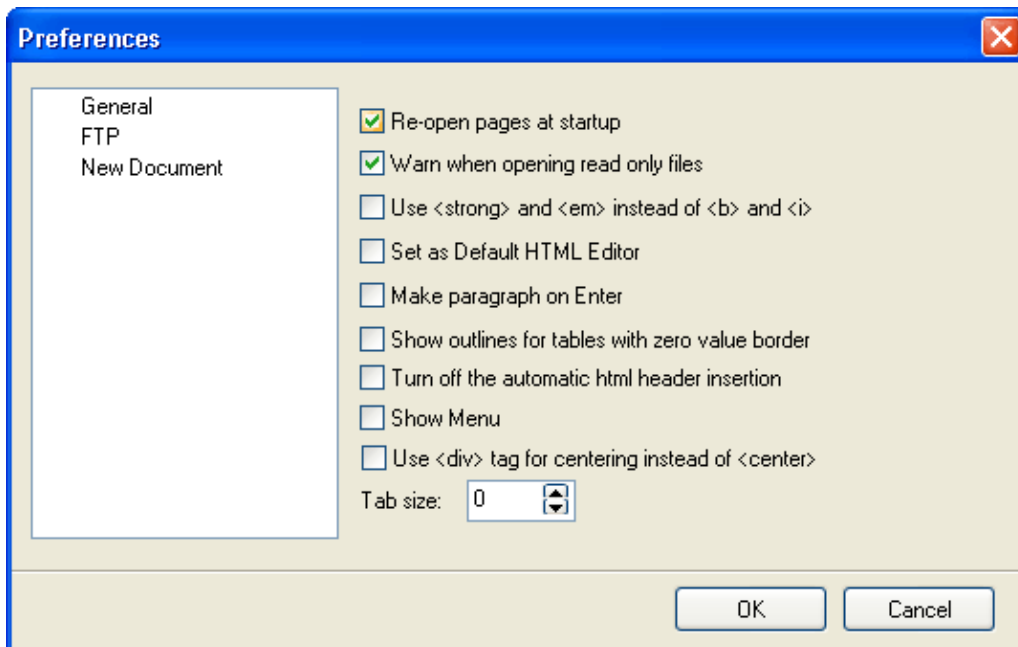 Preferences
General
FTP
New Document
Re-open pages at startup
Warn when opening read only files
Use <strong> and <em> instead of <b> and <i>
Set as Default HTML Editor
Make paragraph on Enter
Show outlines for tables with zero value border
Turn off the automatic html header insertion
Show Menu
Use <div> tag for centering instead of <center>
Tab size: 0
OK Cancel